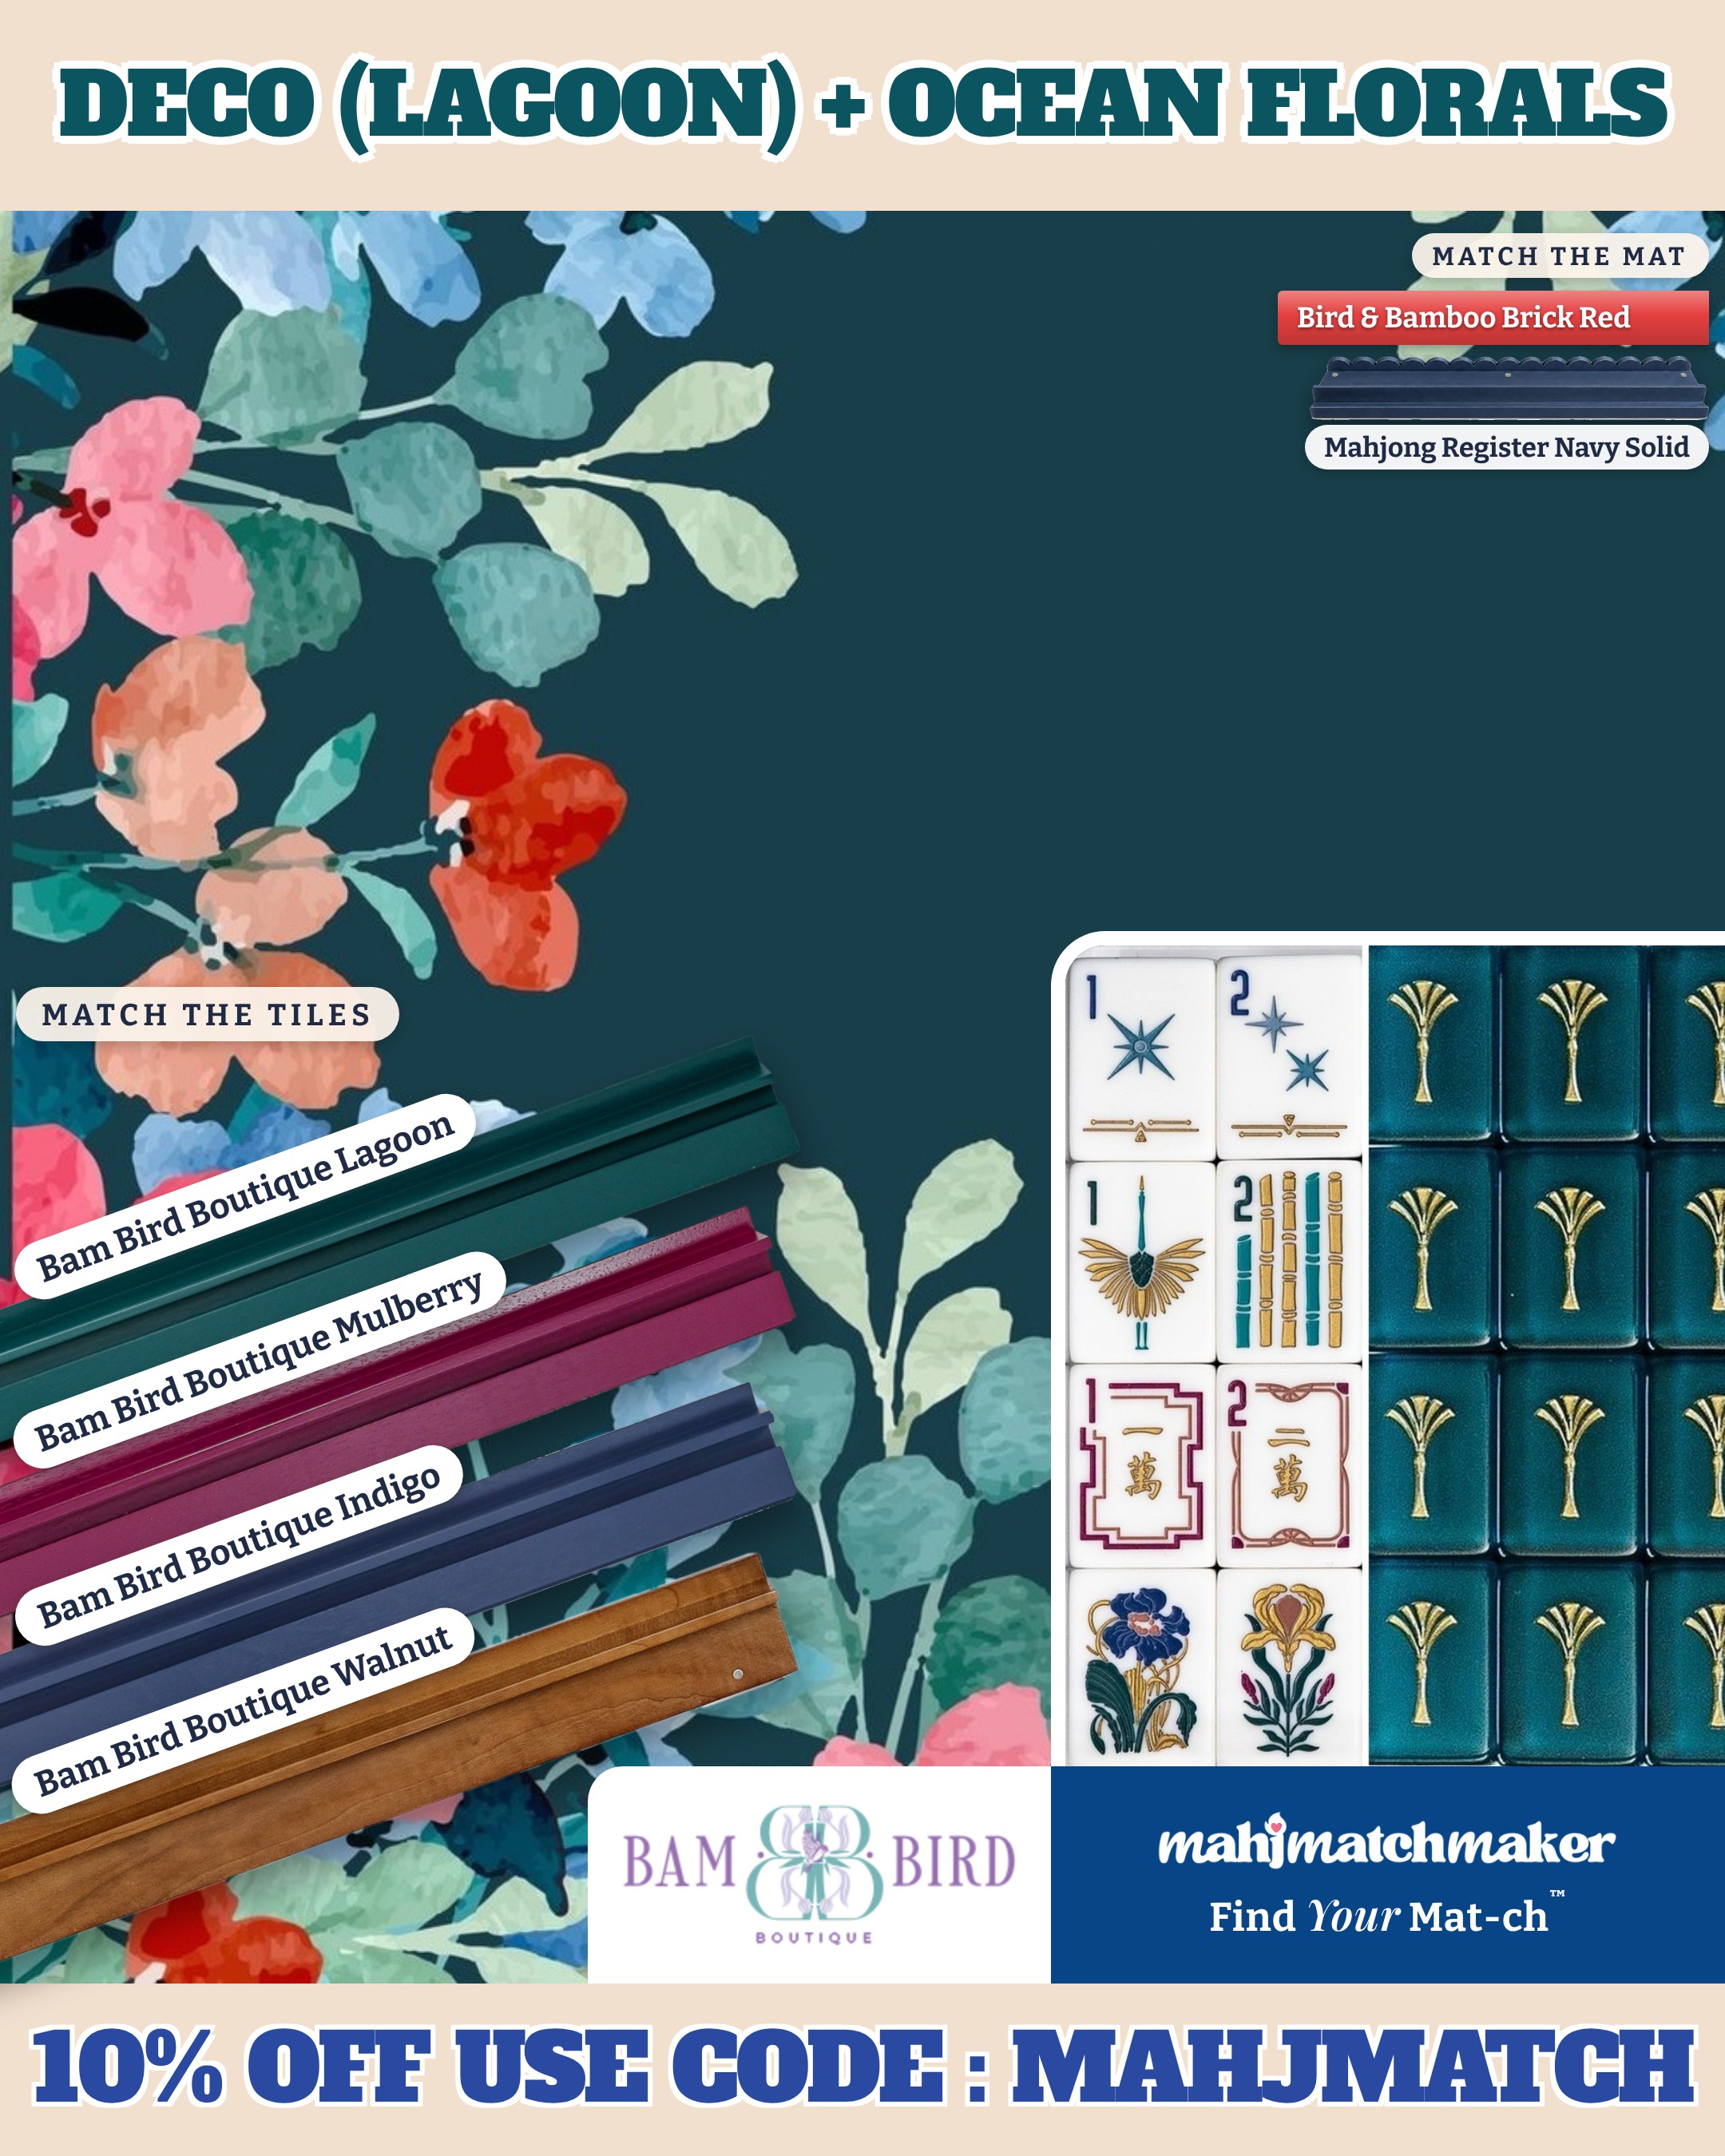 DECO (LAGOON) + OCEAN FLORALS
MATCH THE MAT
Bird & Bamboo Brick Red
Mahjong Register Navy Solid
MATCH THE TILES
Bam Bird Boutique Lagoon
Bam Bird Boutique Mulberry
Bam Bird Boutique Indigo
Bam Bird Boutique Walnut
1 2
1 2
1 2
一萬 二萬
BAM BIRD
BOUTIQUE
mahjmatchmaker
Find Your Mat-ch™
10% OFF USE CODE : MAHJMATCH